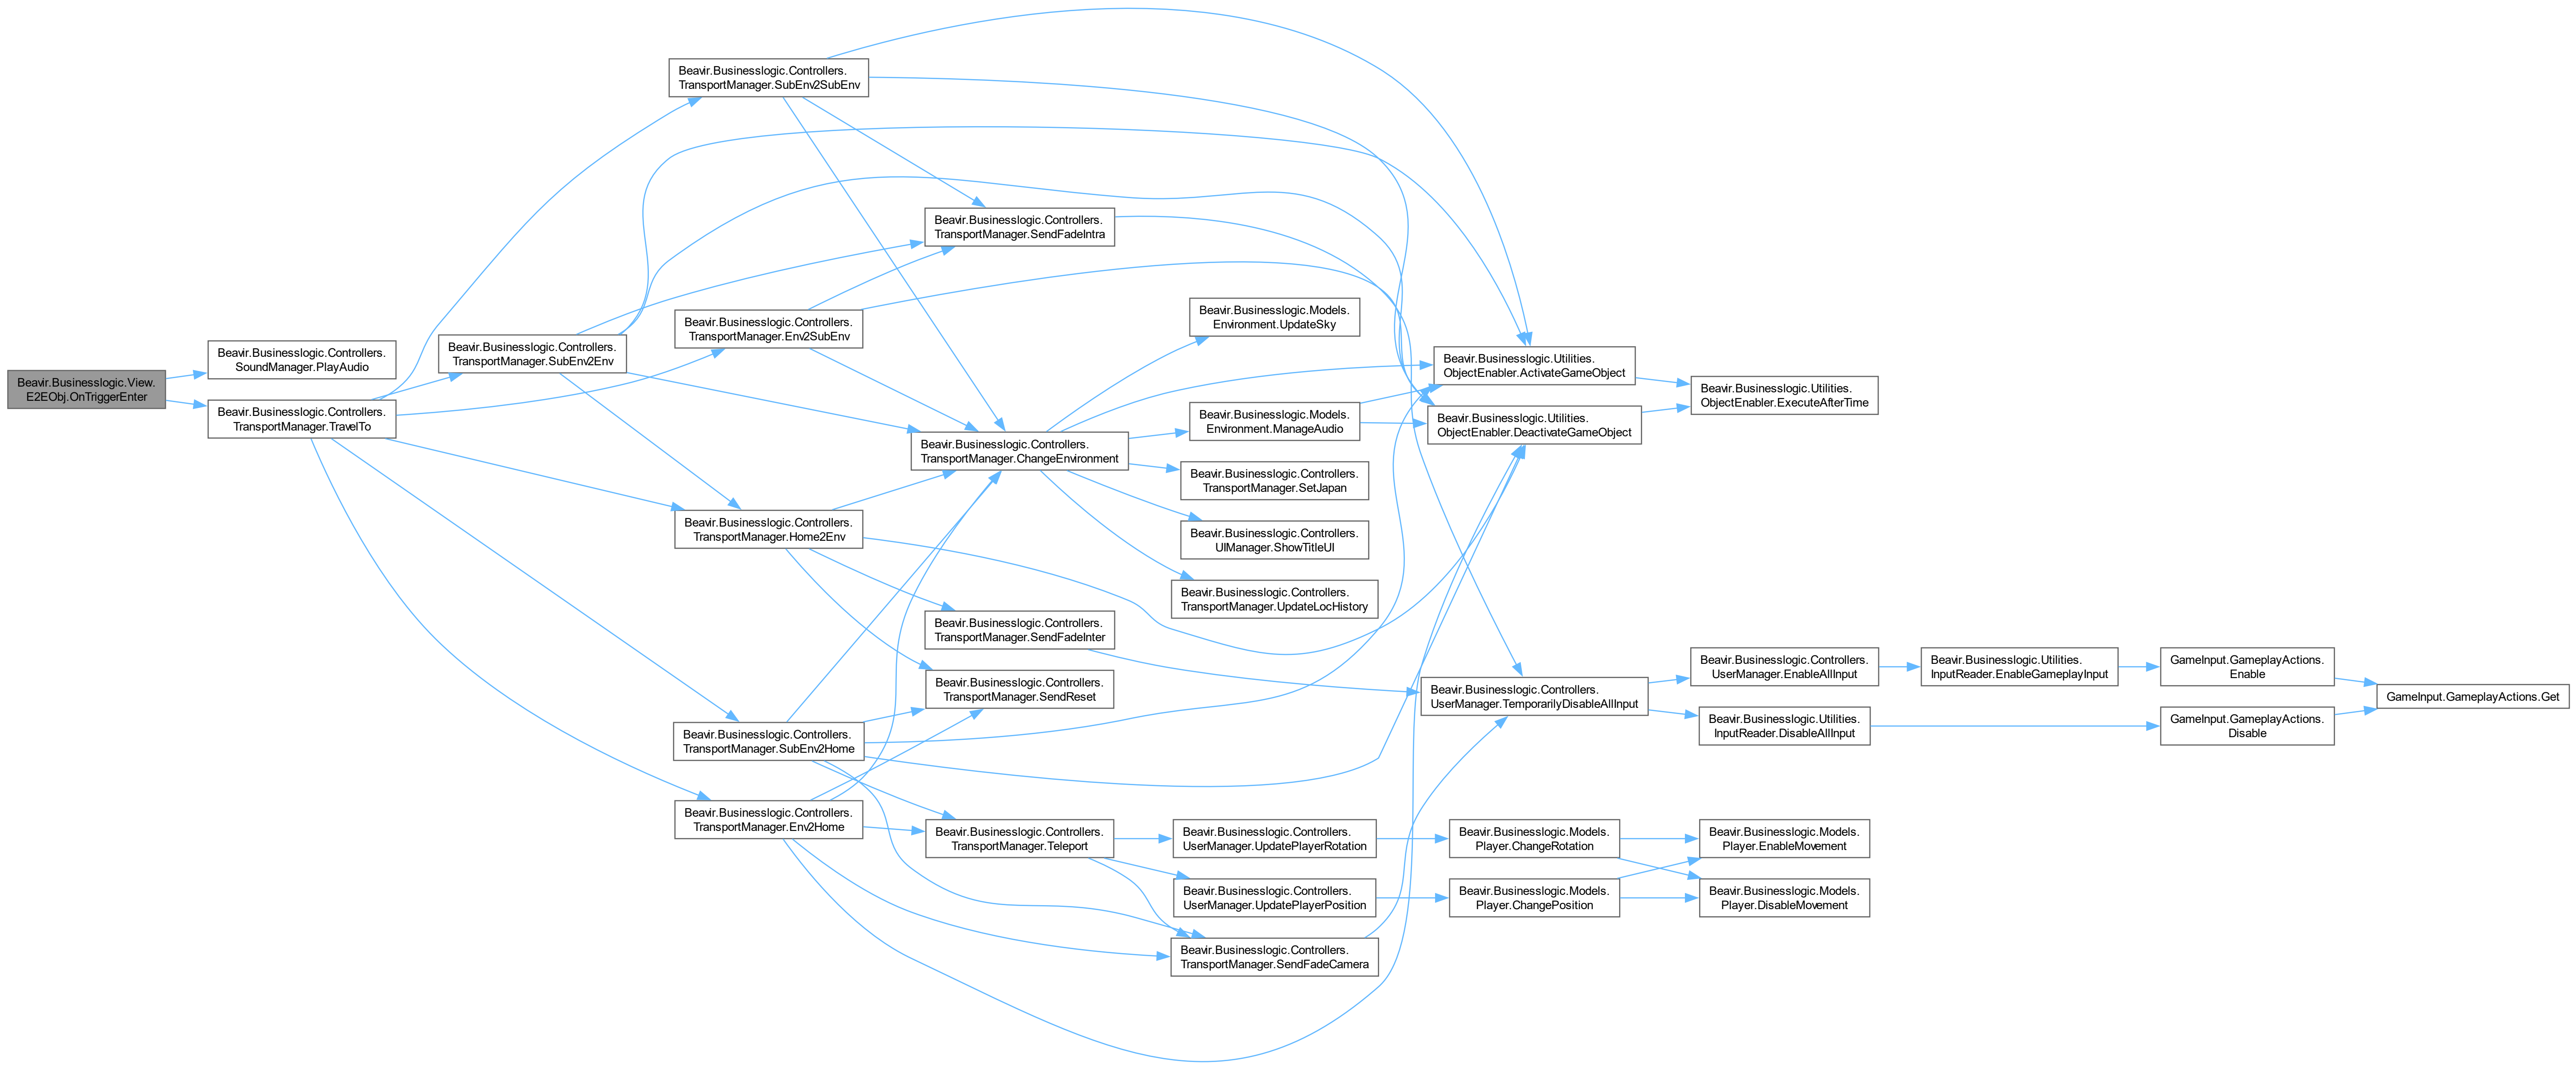 Beavir.Businesslogic.View.
E2EObj.OnTriggerEnter
Beavir.Businesslogic.Controllers.
SoundManager.PlayAudio
Beavir.Businesslogic.Controllers.
TransportManager.TravelTo
Beavir.Businesslogic.Controllers.
TransportManager.SubEnv2Env
Beavir.Businesslogic.Controllers.
TransportManager.SubEnv2SubEnv
Beavir.Businesslogic.Controllers.
TransportManager.Env2SubEnv
Beavir.Businesslogic.Controllers.
TransportManager.Home2Env
Beavir.Businesslogic.Controllers.
TransportManager.SubEnv2Home
Beavir.Businesslogic.Controllers.
TransportManager.Env2Home
Beavir.Businesslogic.Controllers.
TransportManager.SendFadeIntra
Beavir.Businesslogic.Controllers.
TransportManager.ChangeEnvironment
Beavir.Businesslogic.Controllers.
TransportManager.SendFadeInter
Beavir.Businesslogic.Controllers.
TransportManager.SendReset
Beavir.Businesslogic.Controllers.
TransportManager.Teleport
Beavir.Businesslogic.Models.
Environment.UpdateSky
Beavir.Businesslogic.Models.
Environment.ManageAudio
Beavir.Businesslogic.Controllers.
TransportManager.SetJapan
Beavir.Businesslogic.Controllers.
UIManager.ShowTitleUI
Beavir.Businesslogic.Controllers.
TransportManager.UpdateLocHistory
Beavir.Businesslogic.Controllers.
UserManager.UpdatePlayerRotation
Beavir.Businesslogic.Controllers.
UserManager.UpdatePlayerPosition
Beavir.Businesslogic.Controllers.
TransportManager.SendFadeCamera
Beavir.Businesslogic.Utilities.
ObjectEnabler.ActivateGameObject
Beavir.Businesslogic.Utilities.
ObjectEnabler.DeactivateGameObject
Beavir.Businesslogic.Controllers.
UserManager.TemporarilyDisableAllInput
Beavir.Businesslogic.Models.
Player.ChangeRotation
Beavir.Businesslogic.Models.
Player.ChangePosition
Beavir.Businesslogic.Utilities.
ObjectEnabler.ExecuteAfterTime
Beavir.Businesslogic.Controllers.
UserManager.EnableAllInput
Beavir.Businesslogic.Utilities.
InputReader.DisableAllInput
Beavir.Businesslogic.Models.
Player.EnableMovement
Beavir.Businesslogic.Models.
Player.DisableMovement
Beavir.Businesslogic.Utilities.
InputReader.EnableGameplayInput
GameInput.GameplayActions.
Enable
GameInput.GameplayActions.
Disable
GameInput.GameplayActions.Get